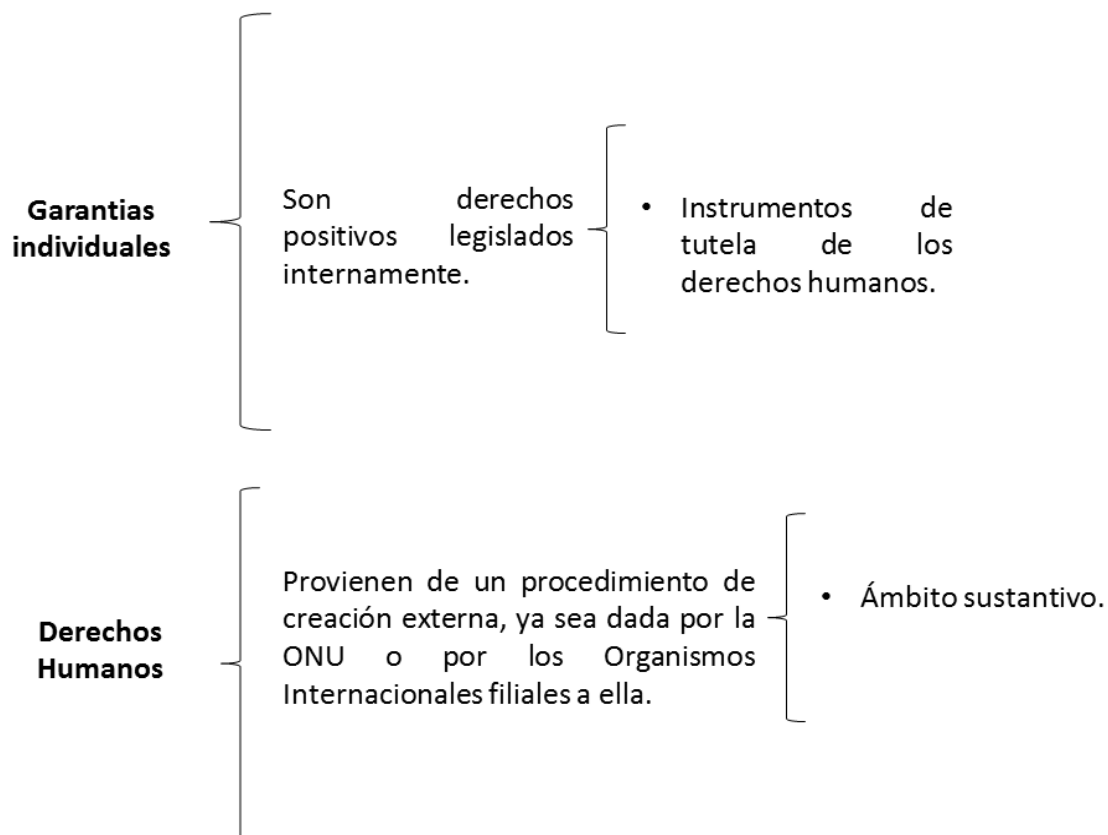 Garantias
individuales
Son derechos
positivos legislados
internamente.
• Instrumentos de
tutela de los
derechos humanos.
Derechos
Humanos
Provienen de un procedimiento de
creación externa, ya sea dada por la
ONU o por los Organismos
Internacionales filiales a ella.
• Ámbito sustantivo.